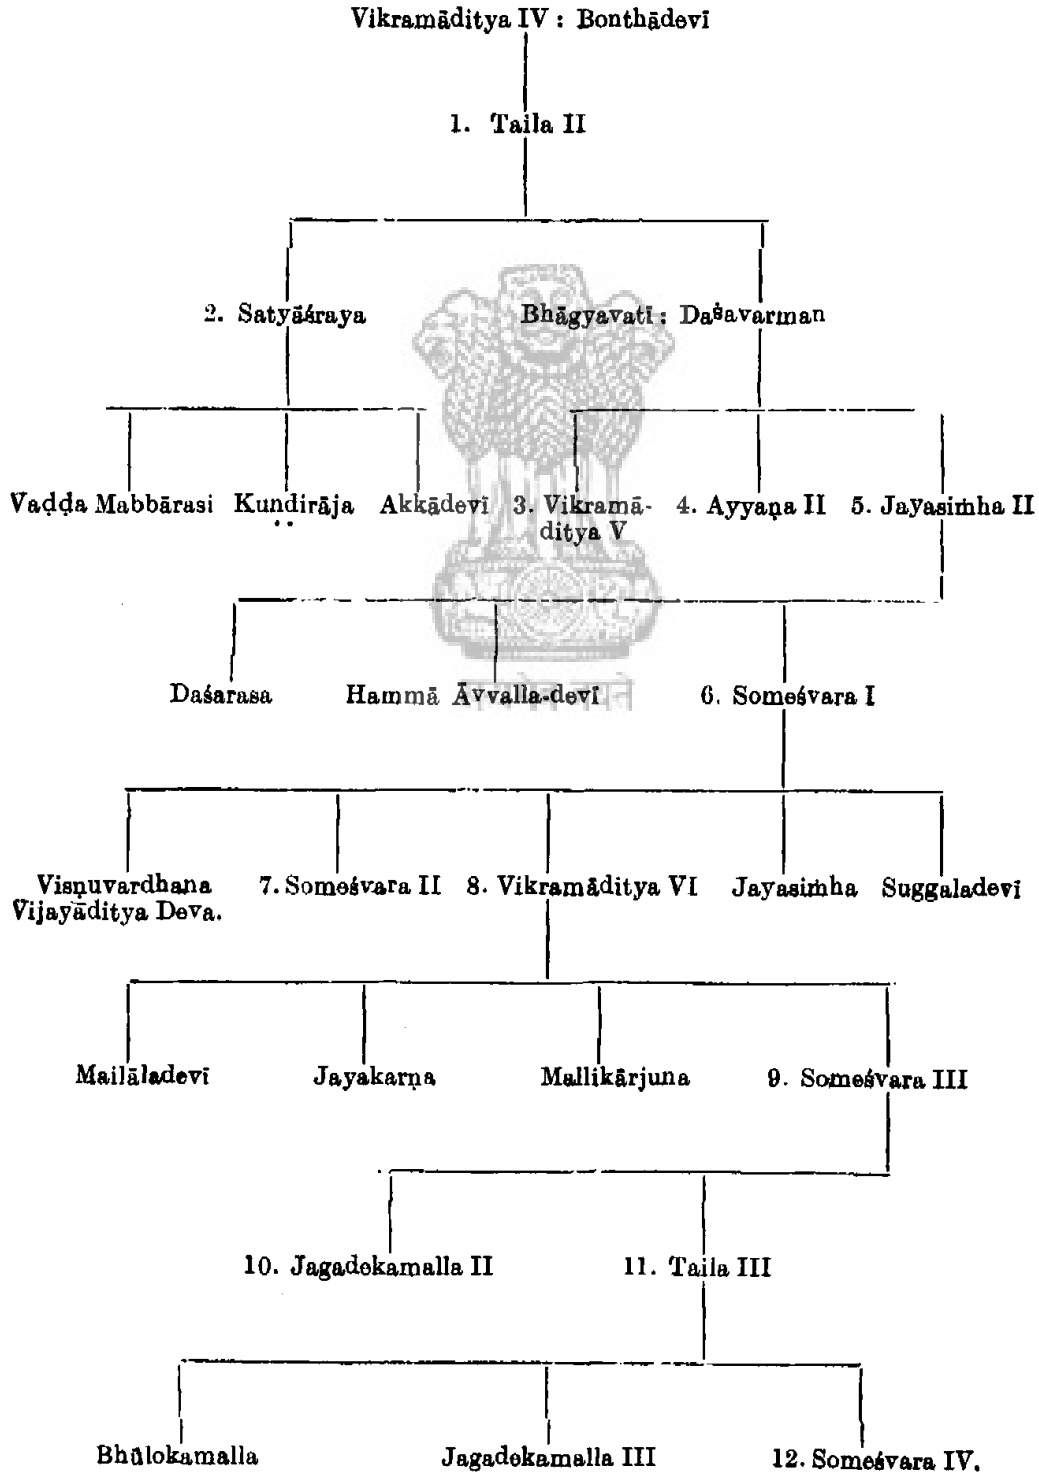 Vikramāditya IV : Bonthādevī
1. Taila II
2. Satyāśraya Bhāgyavatī : Daśavarman
Vaḍḍa Mabbārasi Kundirāja Akkādevī 3. Vikramā- 4. Ayyaṇa II 5. Jayasiṁha II
ditya V
Daśarasa Hammā Āvvalla-devī 6. Someśvara I
Viṣṇuvardhana 7. Someśvara II 8. Vikramāditya VI Jayasiṁha Suggaladevī
Vijayāditya Deva.
Mailāladevī Jayakarṇa Mallikārjuna 9. Someśvara III
10. Jagadekamalla II 11. Taila III
Bhūlokamalla Jagadekamalla III 12. Someśvara IV.